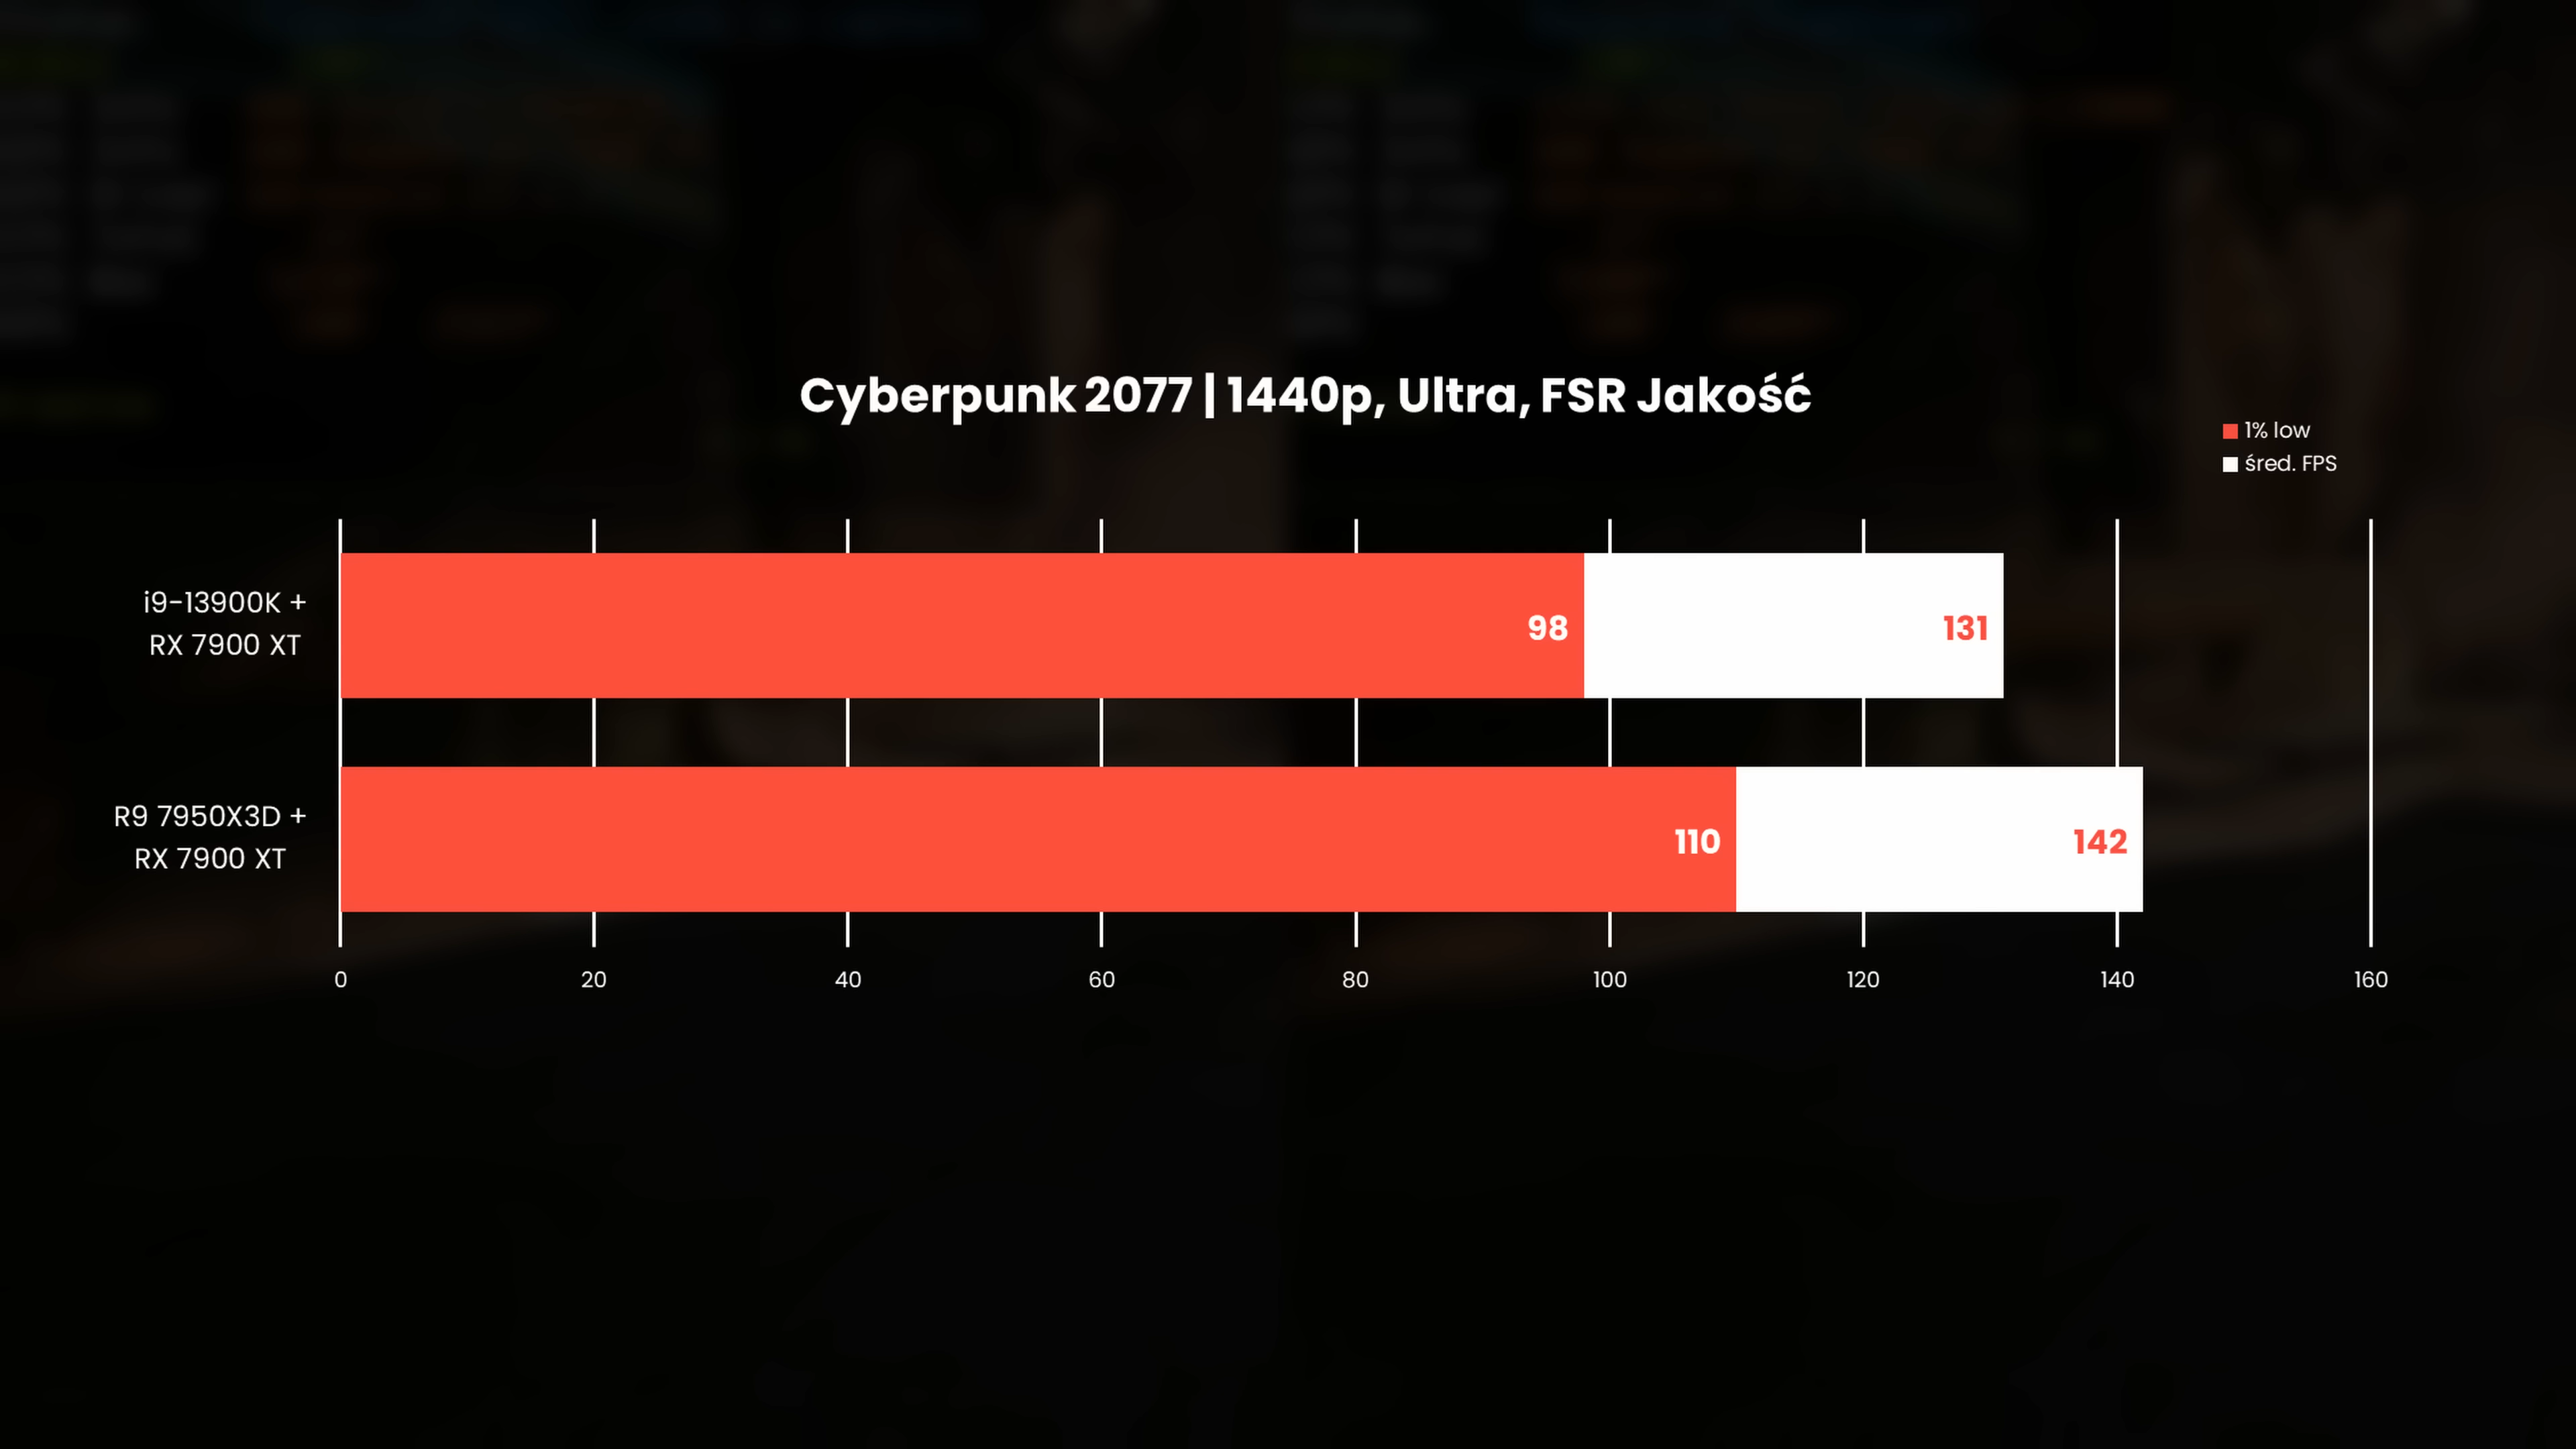 Cyberpunk 2077 | 1440p, Ultra, FSR Jakość
1% low
śred. FPS
i9-13900K +
RX 7900 XT
98
131
R9 7950X3D +
RX 7900 XT
110
142
0 20 40 60 80 100 120 140 160